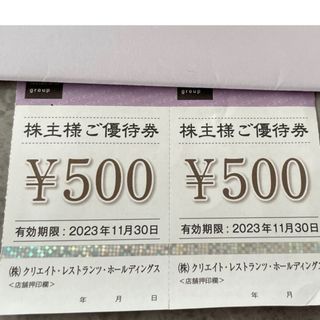 group
group
株主様ご優待券
株主様ご優待券
¥500
¥500
有効期限：2023年11月30日
有効期限：2023年11月30日
(株)クリエイト・レストランツ・ホールディングス
(株)クリエイト・レストランツ・ホールディングス
<店舗押印欄>
<店舗押印欄>
年 月 日
年 月 日